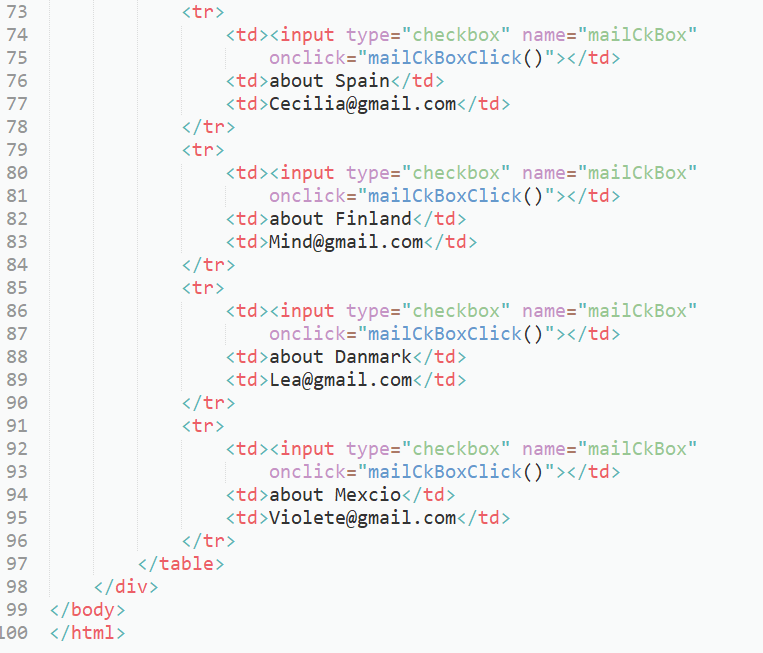 73 <tr>
74 <td><input type="checkbox" name="mailCkBox"
75 onclick="mailCkBoxClick()"></td>
76 <td>about Spain</td>
77 <td>Cecilia@gmail.com</td>
78 </tr>
79 <tr>
80 <td><input type="checkbox" name="mailCkBox"
81 onclick="mailCkBoxClick()"></td>
82 <td>about Finland</td>
83 <td>Mind@gmail.com</td>
84 </tr>
85 <tr>
86 <td><input type="checkbox" name="mailCkBox"
87 onclick="mailCkBoxClick()"></td>
88 <td>about Danmark</td>
89 <td>Lea@gmail.com</td>
90 </tr>
91 <tr>
92 <td><input type="checkbox" name="mailCkBox"
93 onclick="mailCkBoxClick()"></td>
94 <td>about Mexcio</td>
95 <td>Violete@gmail.com</td>
96 </tr>
97 </table>
98 </div>
99 </body>
100 </html>